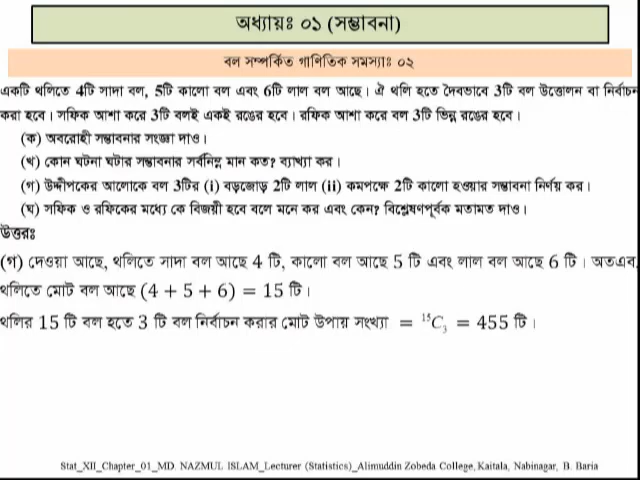 অধ্যায়ঃ ০১ (সম্ভাবনা)
বল সম্পর্কিত গাণিতিক সমস্যাঃ ০২
একটি থলিতে 4টি সাদা বল, 5টি কালো বল এবং 6টি লাল বল আছে। ঐ থলি হতে দৈবভাবে 3টি বল উত্তোলন বা নির্বাচন
করা হবে। সফিক আশা করে 3টি বলই একই রঙের হবে। রফিক আশা করে বল 3টি ভিন্ন রঙের হবে।
(ক) অবরোহী সম্ভাবনার সংজ্ঞা দাও।
(খ) কোন ঘটনা ঘটার সম্ভাবনার সর্বনিম্ন মান কত? ব্যাখ্যা কর।
(গ) উদ্দীপকের আলোকে বল 3টির (i) বড়জোড় 2টি লাল (ii) কমপক্ষে 2টি কালো হওয়ার সম্ভাবনা নির্ণয় কর।
(ঘ) সফিক ও রফিকের মধ্যে কে বিজয়ী হবে বলে মনে কর এবং কেন? বিশ্লেষণপূর্বক মতামত দাও।
উত্তরঃ
(গ) দেওয়া আছে, থলিতে সাদা বল আছে 4 টি, কালো বল আছে 5 টি এবং লাল বল আছে 6 টি। অতএব,
থলিতে মোট বল আছে (4 + 5 + 6) = 15 টি।
থলির 15 টি বল হতে 3 টি বল নির্বাচন করার মোট উপায় সংখ্যা = ¹⁵C₃ = 455 টি।
Stat_XII_Chapter_01_MD. NAZMUL ISLAM_Lecturer (Statistics)_Alimuddin Zobeda College, Kaitala, Nabinagar, B. Baria